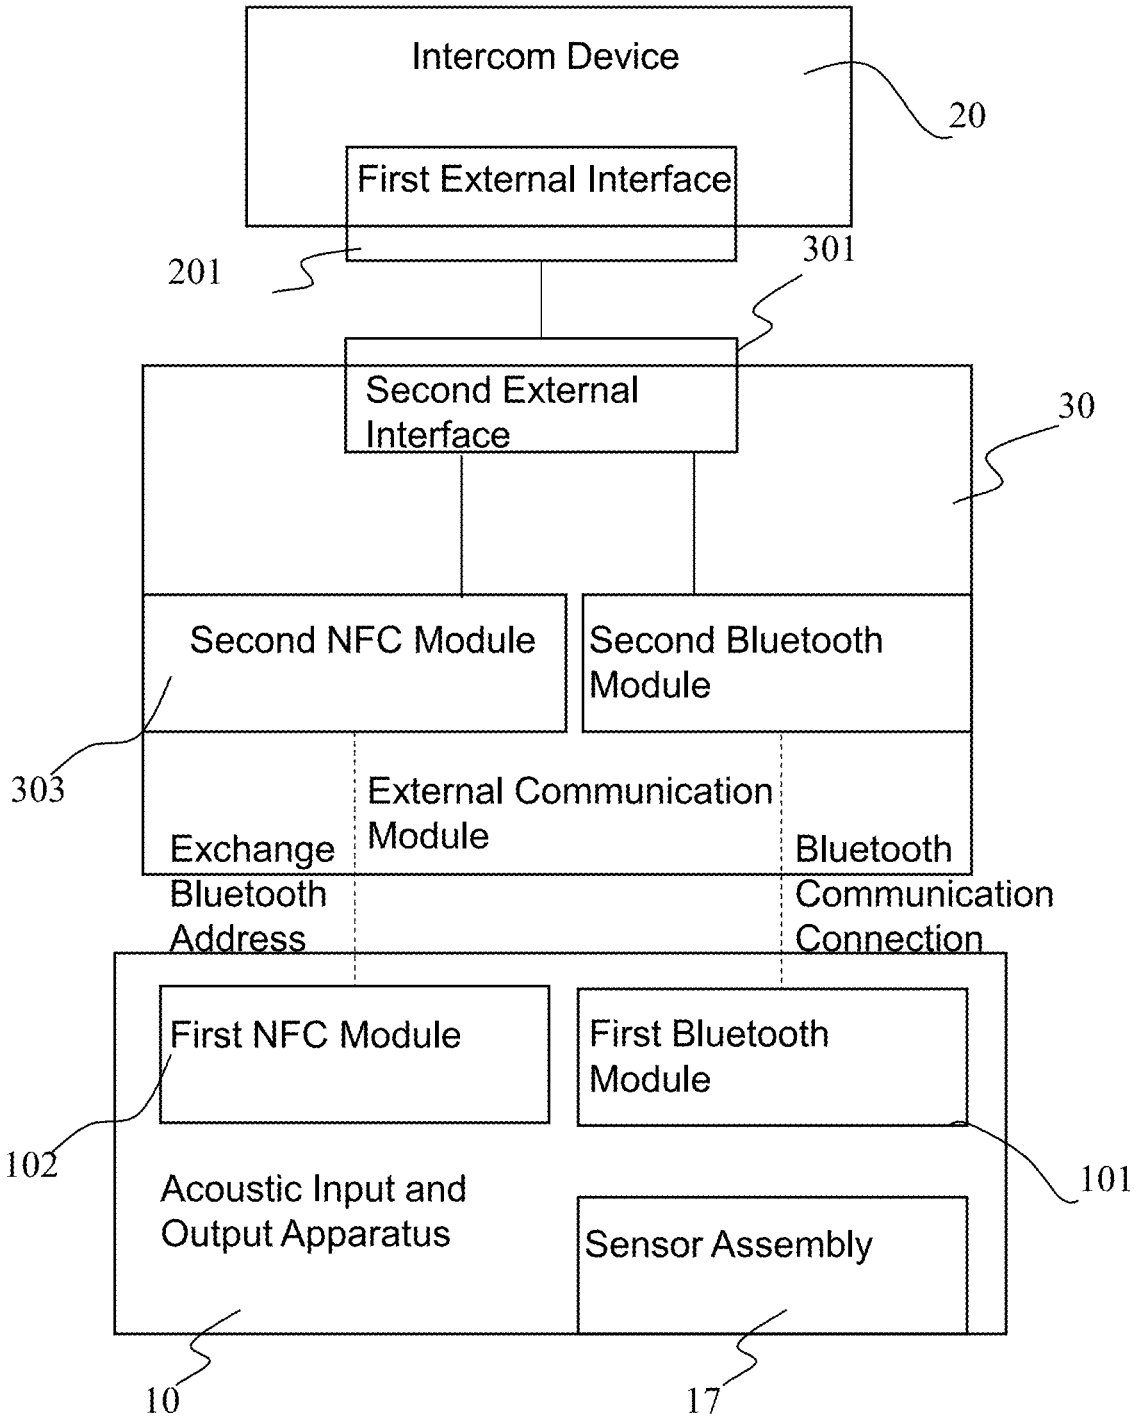 Intercom Device
20
First External Interface
201
301
Second External
Interface
30
Second NFC Module
Second Bluetooth
Module
303
External Communication
Module
Exchange
Bluetooth
Address
Bluetooth
Communication
Connection
First NFC Module
First Bluetooth
Module
102
101
Acoustic Input and
Output Apparatus
Sensor Assembly
10
17